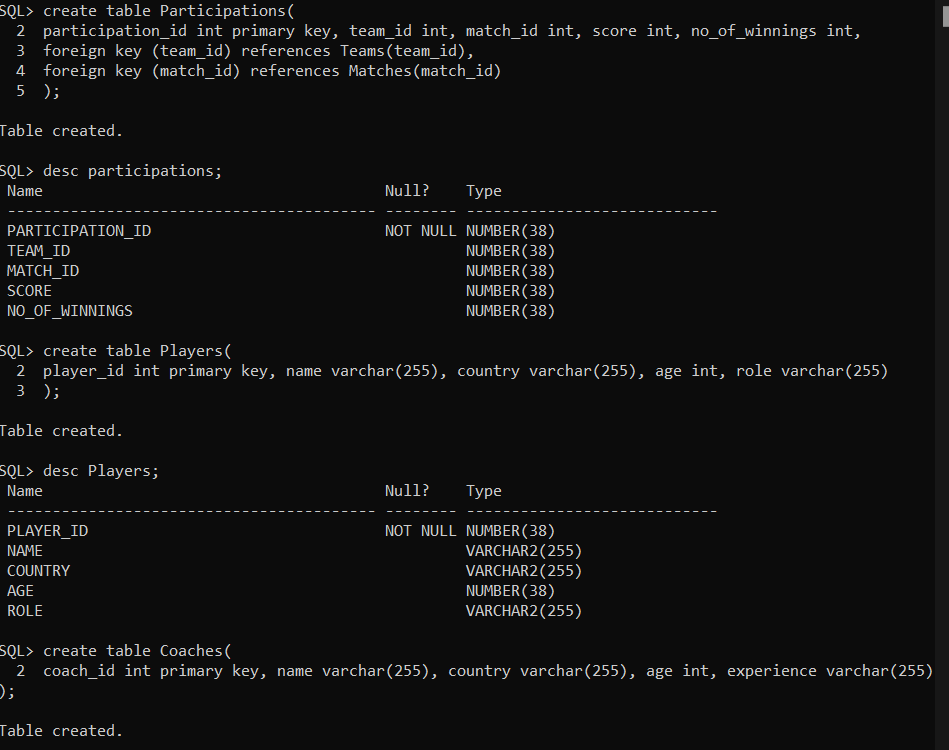 SQL> create table Participations(
  2  participation_id int primary key, team_id int, match_id int, score int, no_of_winnings int,
  3  foreign key (team_id) references Teams(team_id),
  4  foreign key (match_id) references Matches(match_id)
  5  );
Table created.
SQL> desc participations;
 Name                                      Null?    Type
 ----------------------------------------- -------- ----------------------------
 PARTICIPATION_ID                          NOT NULL NUMBER(38)
 TEAM_ID                                            NUMBER(38)
 MATCH_ID                                           NUMBER(38)
 SCORE                                              NUMBER(38)
 NO_OF_WINNINGS                                     NUMBER(38)
SQL> create table Players(
  2  player_id int primary key, name varchar(255), country varchar(255), age int, role varchar(255)
  3  );
Table created.
SQL> desc Players;
 Name                                      Null?    Type
 ----------------------------------------- -------- ----------------------------
 PLAYER_ID                                 NOT NULL NUMBER(38)
 NAME                                               VARCHAR2(255)
 COUNTRY                                            VARCHAR2(255)
 AGE                                                NUMBER(38)
 ROLE                                               VARCHAR2(255)
SQL> create table Coaches(
  2  coach_id int primary key, name varchar(255), country varchar(255), age int, experience varchar(255)
);
Table created.